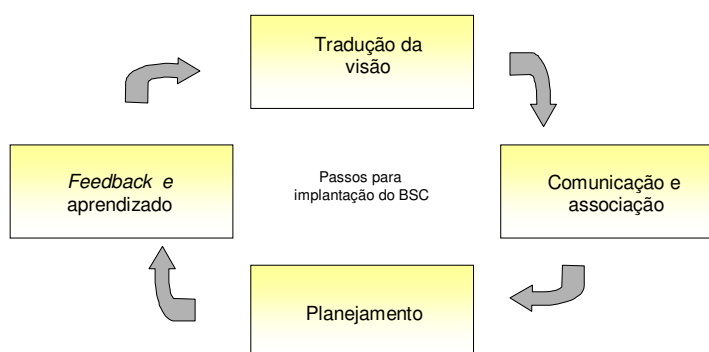 Tradução da
visão
Feedback e
aprendizado
Passos para
implantação do BSC
Comunicação e
associação
Planejamento